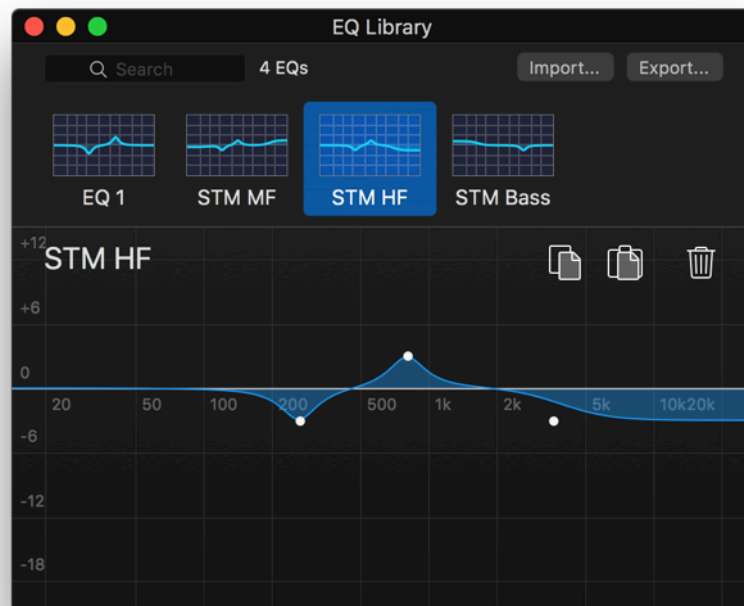 EQ Library
Search
4 EQs
Import...
Export...
EQ 1
STM MF
STM HF
STM Bass
+12
STM HF
+6
0
20 50 100 200 500 1k 2k 5k 10k20k
-6
-12
-18